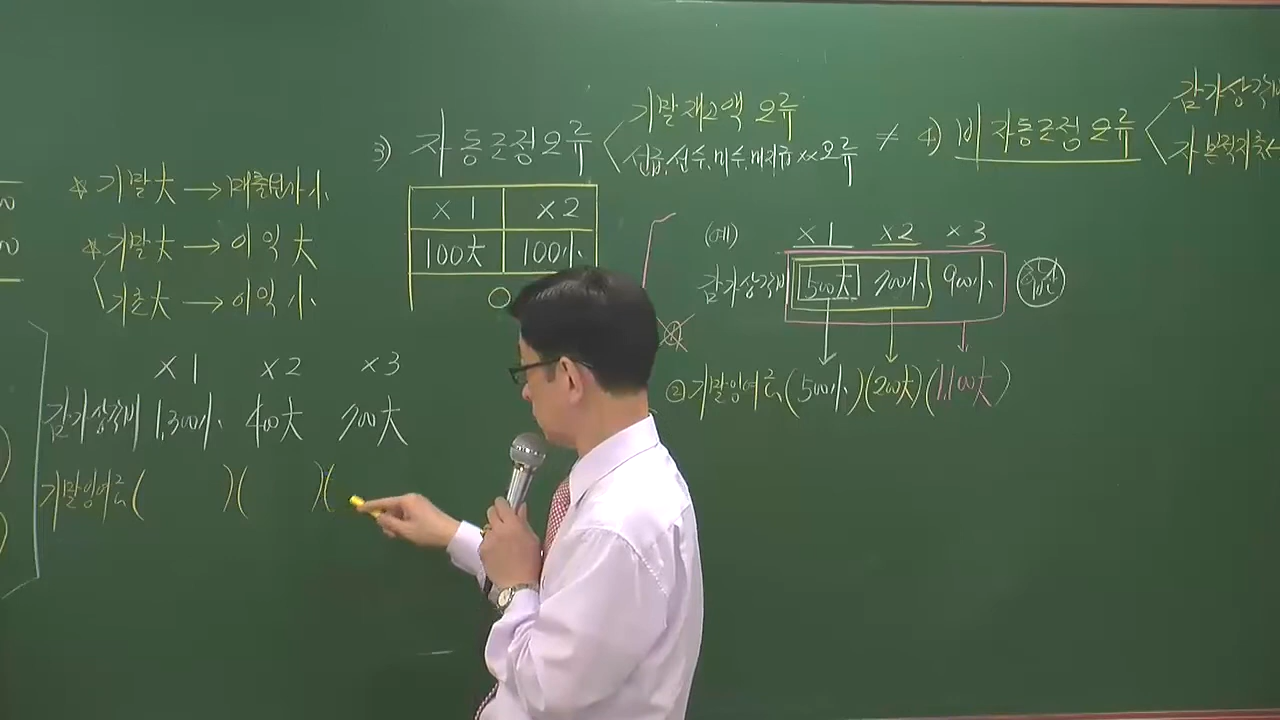 ☆ 기말 大 → 매출원가 小
☆ 기말 大 → 이익 大
기초 大 → 이익 小
×1 ×2 ×3
감가상각비 1,300小 400大 700大
기말잉여금 ( ) ( ) (
3) 자동조정오류
기말재고액 오류
선급, 선수, 미수, 미지급 ×× 오류
×1 ×2
100大 100小
0
≠ 4) 비자동조정오류
감가상각비
자본적지출
(예) ×1 ×2 ×3
감가상각비 500大 700小 900小
② 기말잉여금 (500小) (200大) (1,100大)